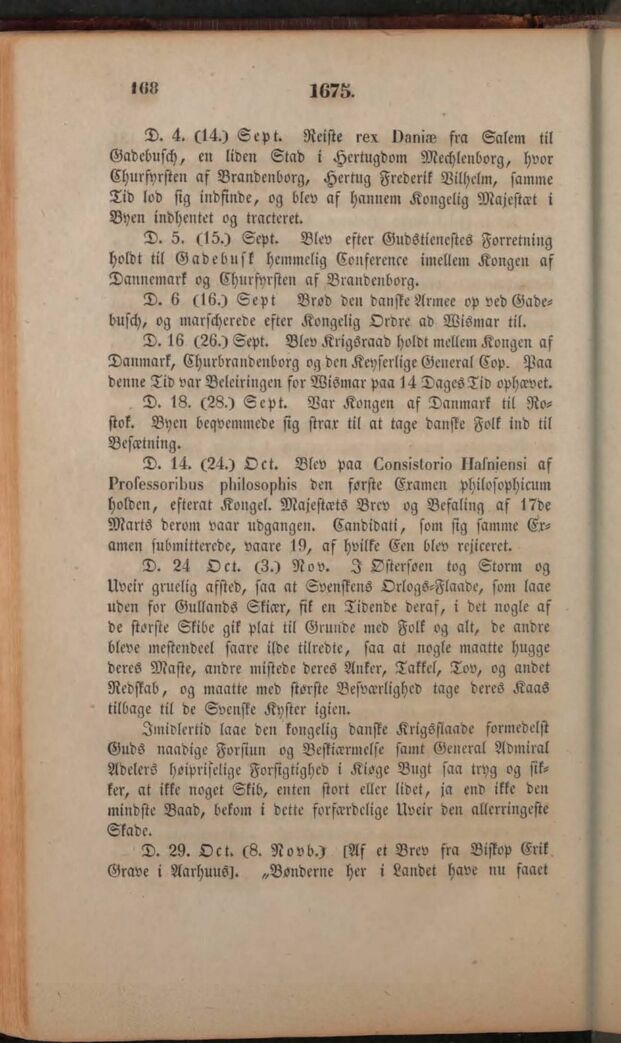 168 1675.
D. 4. (14.) Sept. Reiste rex Daniæ fra Salem til
Gadebusch, en liden Stad i Hertugdom Mechlenborg, hvor
Churfyrsten af Brandenborg, Hertug Frederik Vilhelm, samme
Tid lod sig indfinde, og blev af hannem Kongelig Majestæt i
Byen indhentet og tracteret.
D. 5. (15.) Sept. Blev efter Gudstienestes Forretning
holdt til Gadebusk hemmelig Conference imellem Kongen af
Dannemark og Churfyrsten af Brandenborg.
D. 6 (16.) Sept Brød den danske Armee op ved Gade-
busch, og marscherede efter Kongelig Ordre ad Wismar til.
D. 16 (26.) Sept. Blev Krigsraad holdt mellem Kongen af
Danmark, Churbrandenborg og den Keyserlige General Cop. Paa
denne Tid var Beleiringen for Wismar paa 14 Dages Tid ophævet.
D. 18. (28.) Sept. Var Kongen af Danmark til Ro-
stok. Byen beqvemmede sig strax til at tage danske Folk ind til
Besætning.
D. 14. (24.) Oct. Blev paa Consistorio Hafniensi af
Professoribus philosophis den første Examen philosophicum
holden, efterat Kongel. Majestæts Brev og Befaling af 17de
Marts derom vaar udgangen. Candidati, som sig samme Ex-
amen submitterede, vaare 19, af hvilke Een blev rejiceret.
D. 24 Oct. (3.) Nov. I Østersøen tog Storm og
Uveir gruelig afsted, saa at Svenskens Orlogs-Flaade, som laae
uden for Gullands Skiær, fik en Tidende deraf, i det nogle af
de største Skibe gik plat til Grunde med Folk og alt, de andre
bleve mestendeel saare ilde tilredte, saa at nogle maatte hugge
deres Maste, andre mistede deres Anker, Takkel, Tov, og andet
Redskab, og maatte med største Besværlighed tage deres Kaas
tilbage til de Svenske Kyster igien.
Imidlertid laae den kongelig danske Krigsflaade formedelst
Guds naadige Forsiun og Beskiærmelse samt General Admiral
Adelers høipriselige Forsigtighed i Kiøge Bugt saa tryg og sik-
ker, at ikke noget Skib, enten stort eller lidet, ja end ikke den
mindste Baad, bekom i dette forfærdelige Uveir den allerringeste
Skade.
D. 29. Oct. (8. Novb.) [Af et Brev fra Biskop Erik
Grave i Aarhuus]. „Bønderne her i Landet have nu faaet